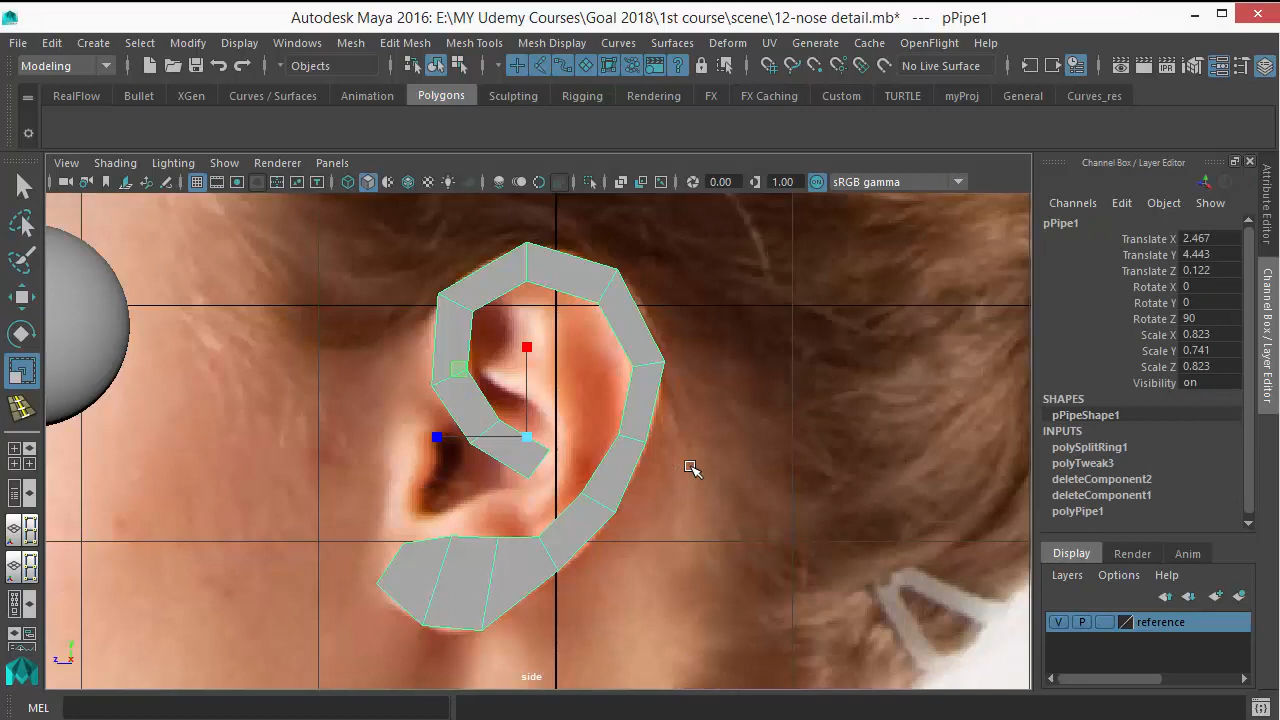 Autodesk Maya 2016: E:\MY Udemy Courses\Goal 2018\1st course\scene\12-nose detail.mb* --- pPipe1
File Edit Create Select Modify Display Windows Mesh Edit Mesh Mesh Tools Mesh Display Curves Surfaces Deform UV Generate Cache OpenFlight Help
Modeling Objects No Live Surface
RealFlow Bullet XGen Curves / Surfaces Animation Polygons Sculpting Rigging Rendering FX FX Caching Custom TURTLE myProj General Curves_res
View Shading Lighting Show Renderer Panels
0.00 1.00 ON sRGB gamma
Channel Box / Layer Editor
Channels Edit Object Show
pPipe1
Translate X 2.467
Translate Y 4.443
Translate Z 0.122
Rotate X 0
Rotate Y 0
Rotate Z 90
Scale X 0.823
Scale Y 0.741
Scale Z 0.823
Visibility on
SHAPES
pPipeShape1
INPUTS
polySplitRing1
polyTweak3
deleteComponent2
deleteComponent1
polyPipe1
Display Render Anim
Layers Options Help
V P reference
Attribute Editor
Channel Box / Layer Editor
y
z x
side
MEL